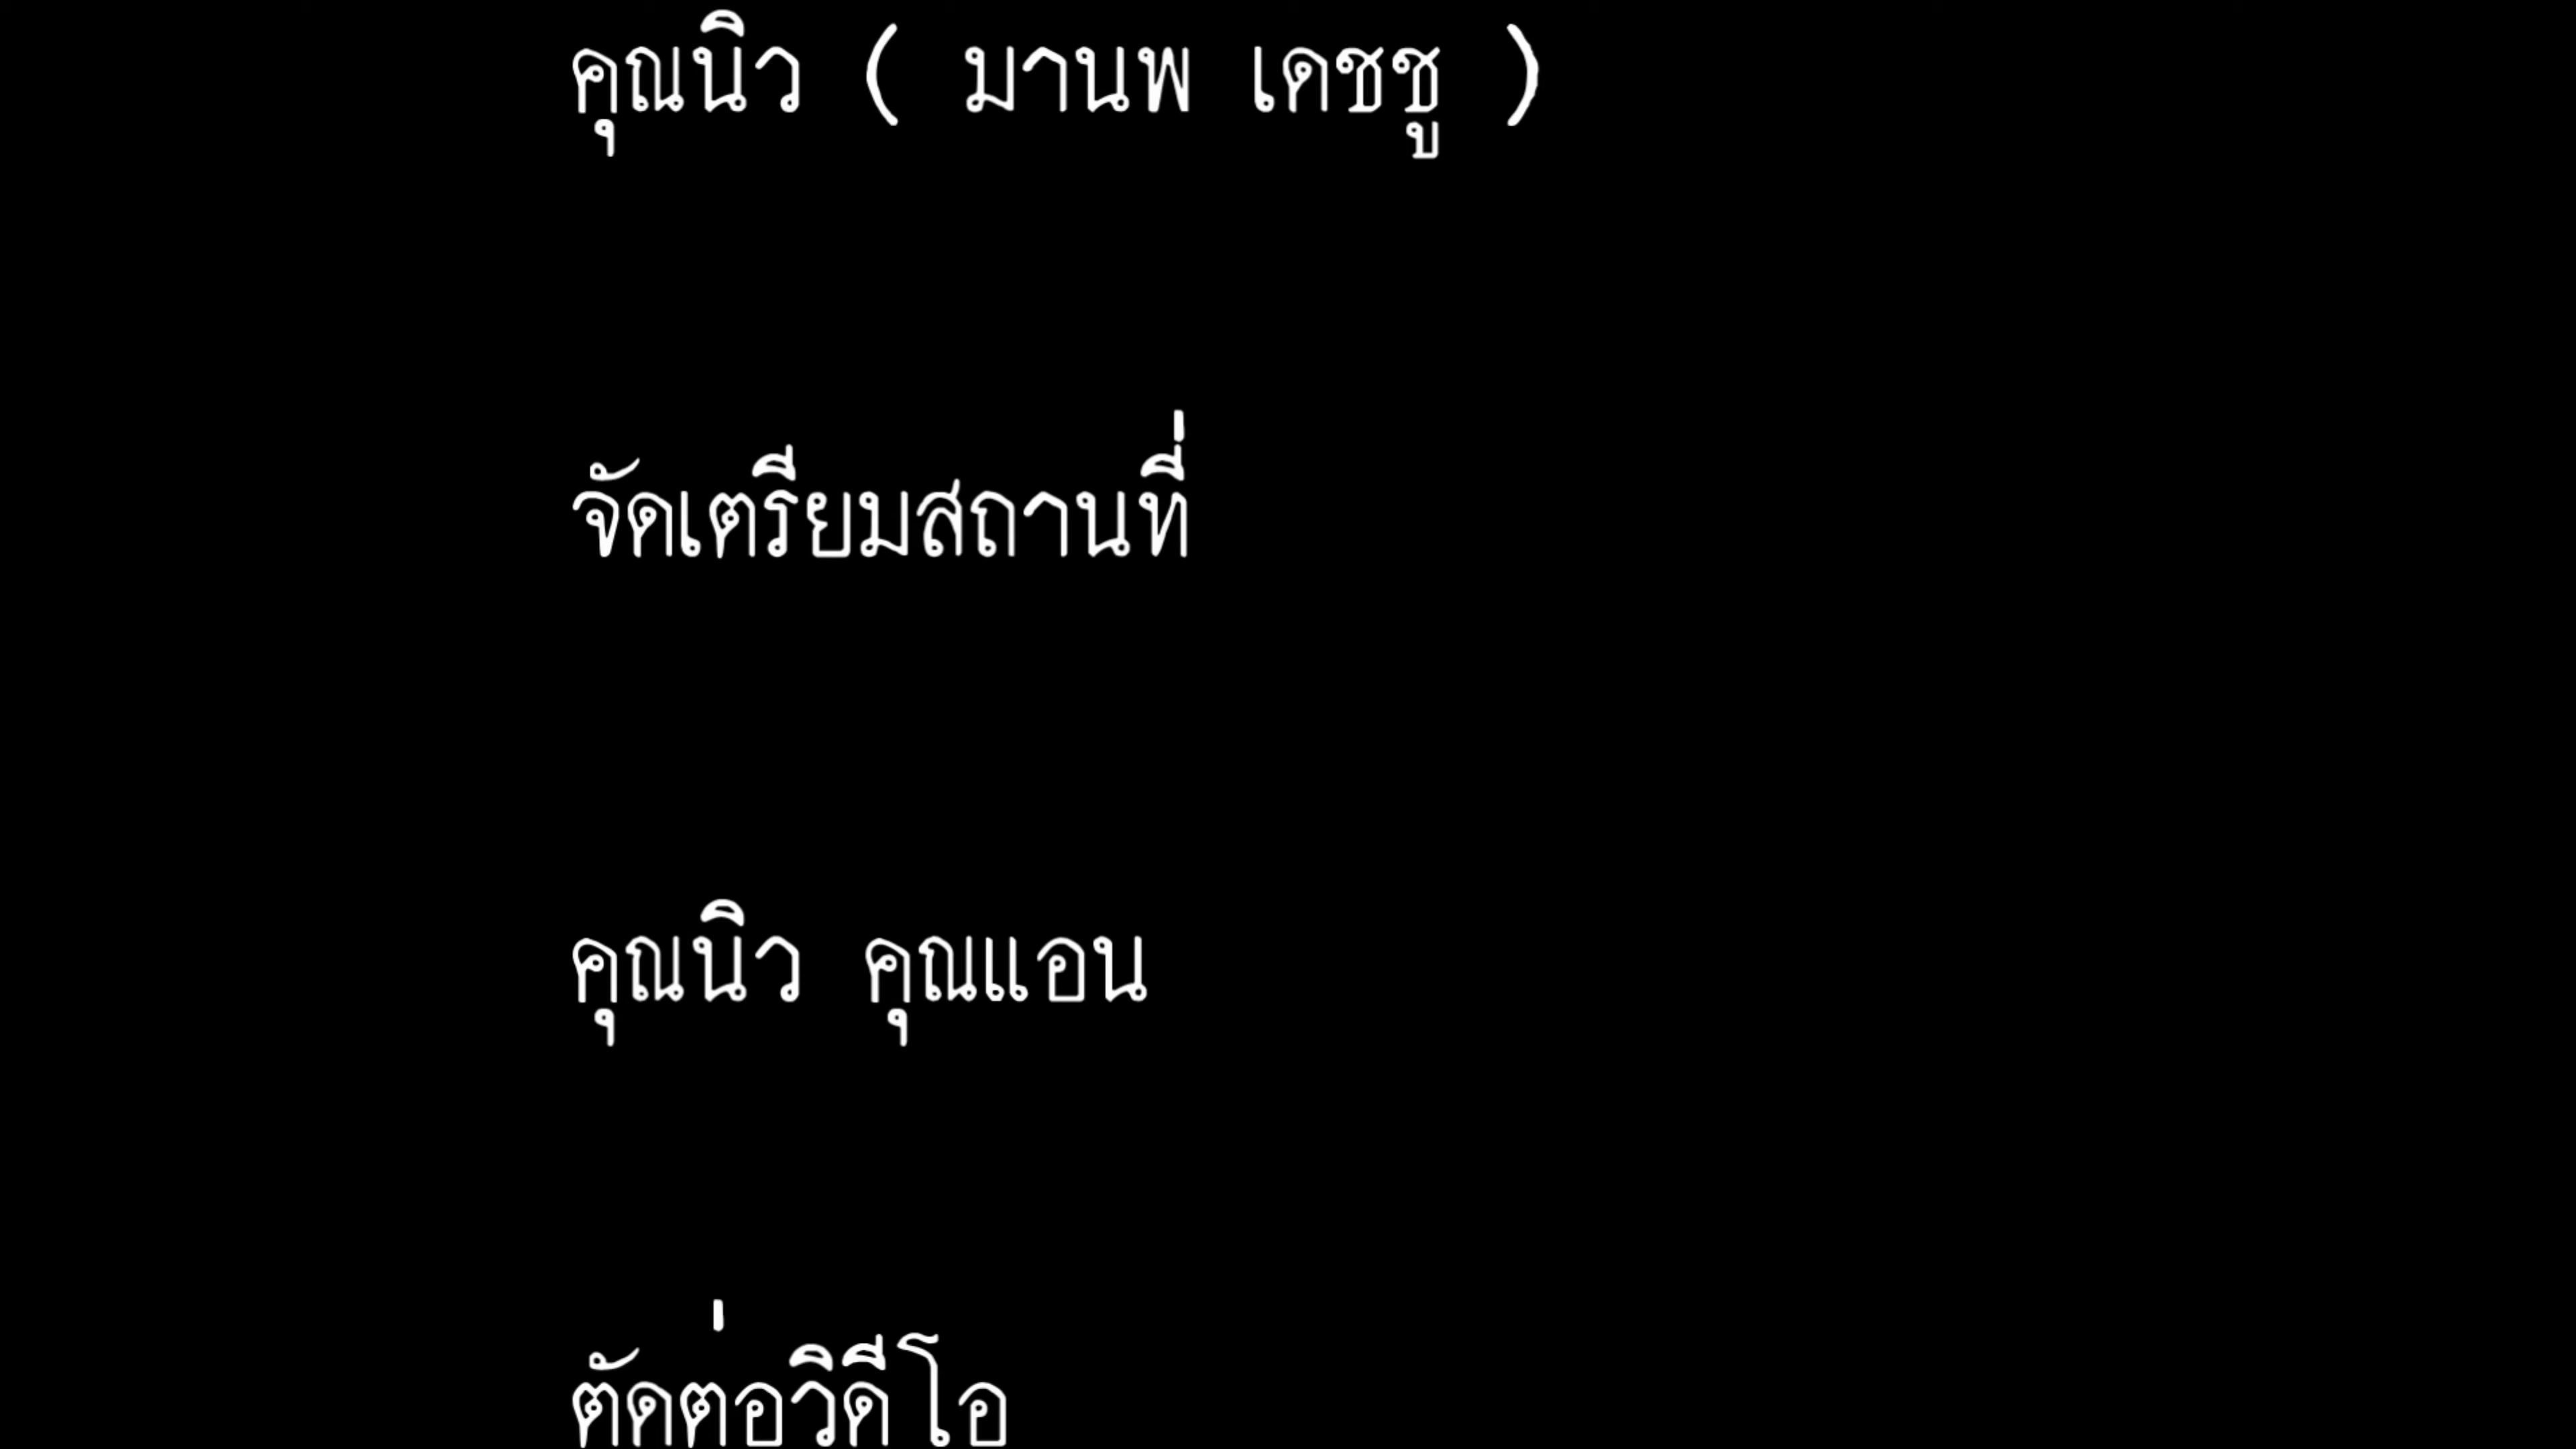 คุณนิว ( มานพ เดชชู )
จัดเตรียมสถานที่
คุณนิว คุณแอน
ตัดต่อวิดีโอ